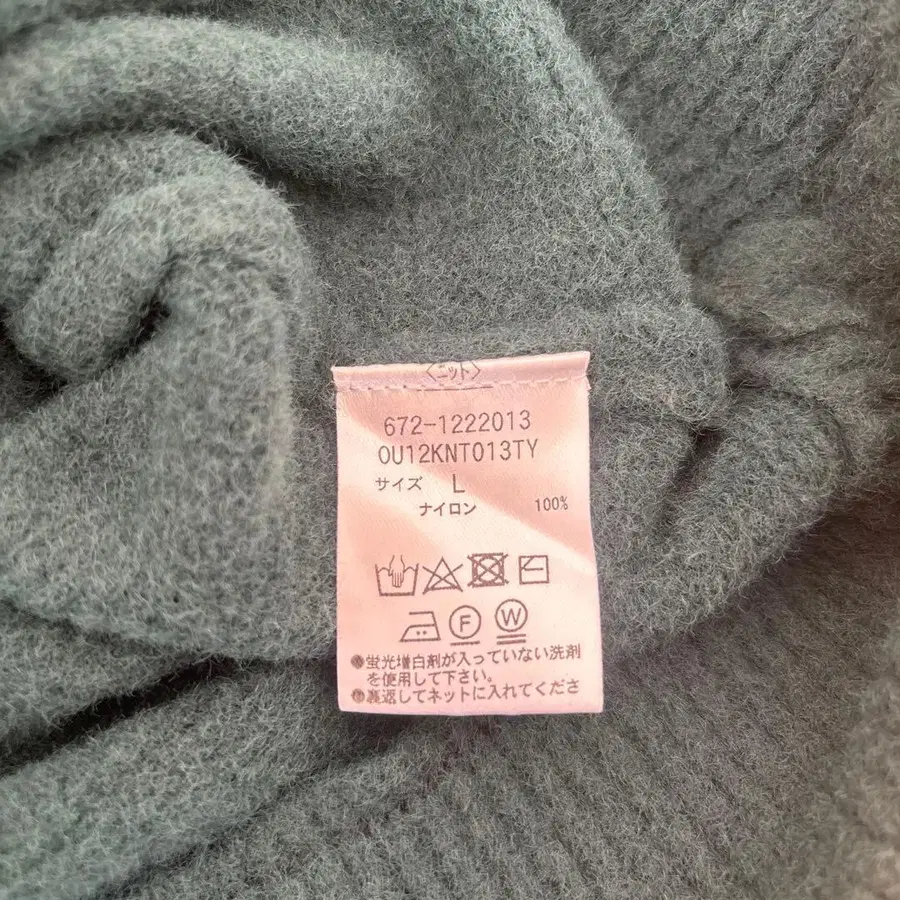 〈ニット〉
672-1222013
OU12KNT013TY
サイズ L
ナイロン 100%
F W
●蛍光増白剤が入っていない洗剤
を使用して下さい。
●裏返してネットに入れてくださ